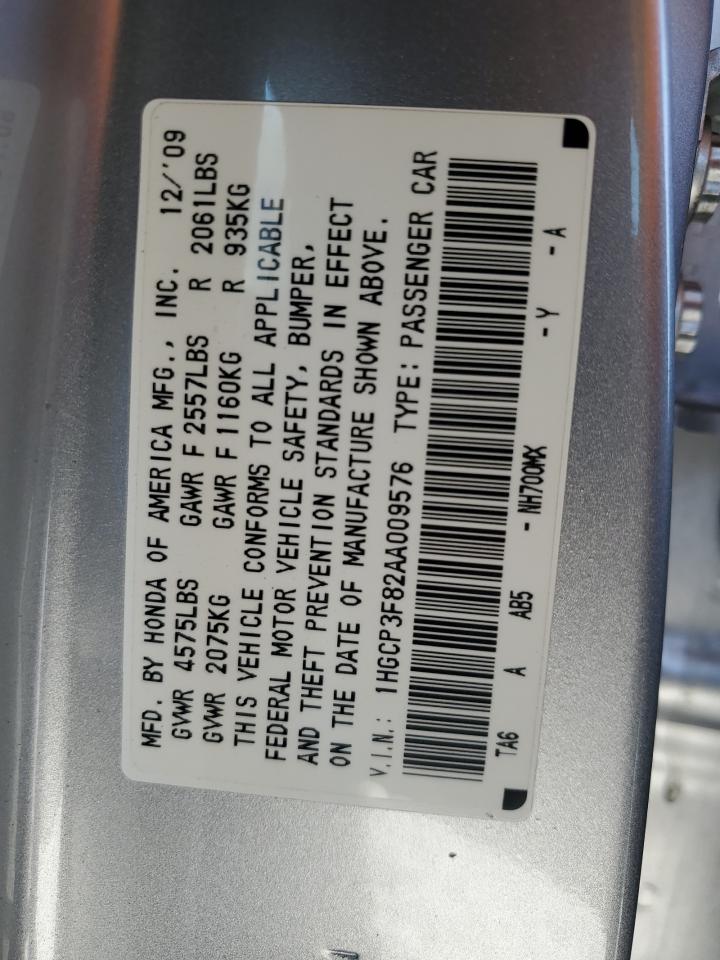 MFD. BY HONDA OF AMERICA MFG., INC. 12/'09
GVWR 4575LBS GAWR F 2557LBS R 2061LBS
GVWR 2075KG GAWR F 1160KG R 935KG
THIS VEHICLE CONFORMS TO ALL APPLICABLE
FEDERAL MOTOR VEHICLE SAFETY, BUMPER,
AND THEFT PREVENTION STANDARDS IN EFFECT
ON THE DATE OF MANUFACTURE SHOWN ABOVE.
V.I.N.: 1HGCP3F82AA009576 TYPE: PASSENGER CAR
TA6 A AB5 - NH700MX - Y - A